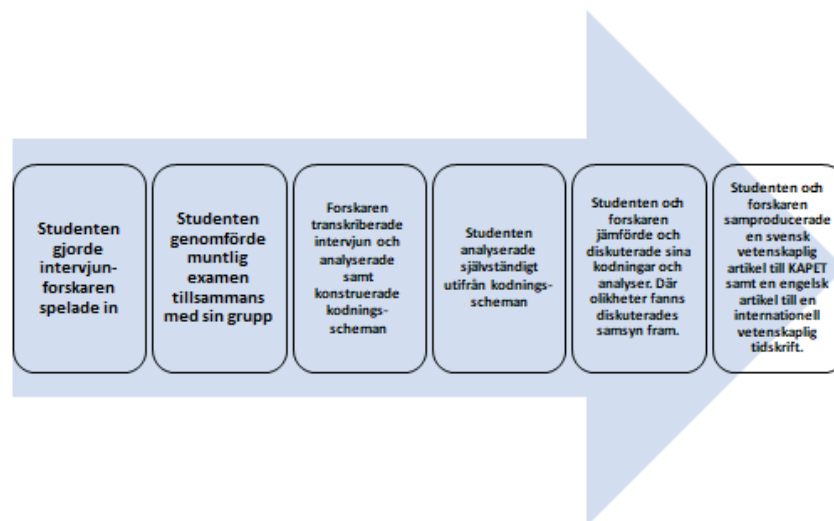 Studenten
gjorde
intervjun-
forskaren
spelade in
Studenten
genomförde
muntlig
examen
tillsammans
med sin grupp
Forskaren
transkriberade
intervjun och
analyserade
samt
konstruerade
kodnings-
scheman
Studenten
analyserade
självständigt
utifrån kodnings-
scheman
Studenten och
forskaren
jämförde och
diskuterade sina
kodningar och
analyser. Där
olikheter fanns
diskuterades
samsyn fram.
Studenten och
forskaren
samproducerade
en svensk
vetenskaplig
artikel till KAPET
samt en engelsk
artikel till en
internationell
vetenskaplig
tidskrift.